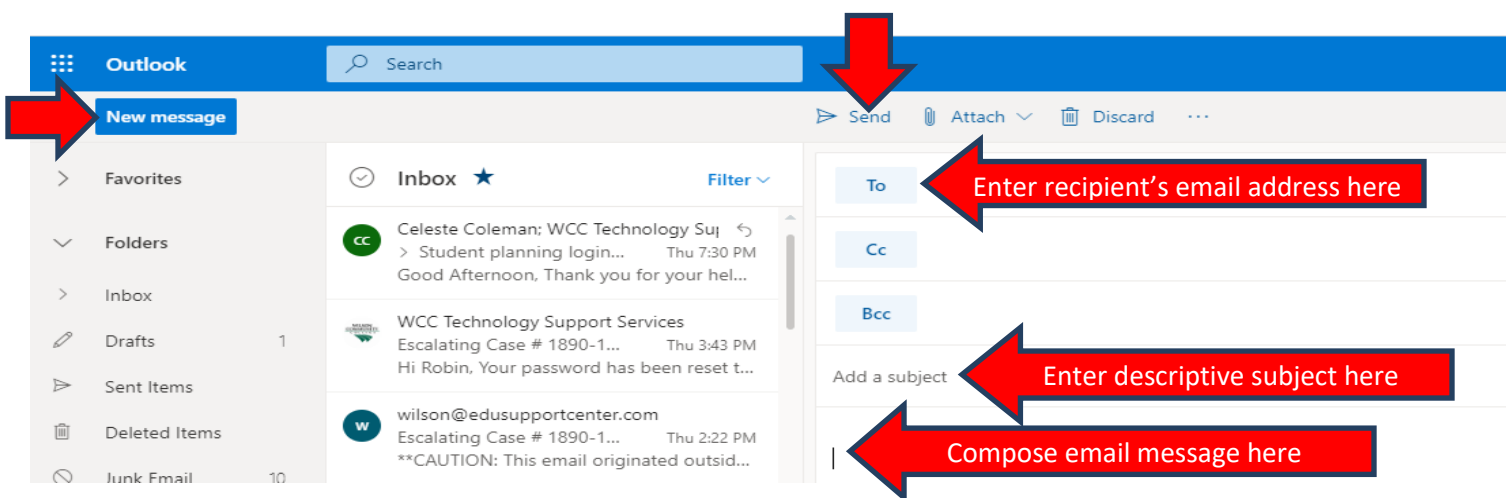 Outlook
Search
New message
Send Attach Discard ...
Favorites
Folders
Inbox
Drafts 1
Sent Items
Deleted Items
Junk Email 10
Inbox ★ Filter
CC
Celeste Coleman; WCC Technology Su
> Student planning login... Thu 7:30 PM
Good Afternoon, Thank you for your hel...
WCC Technology Support Services
Escalating Case # 1890-1... Thu 3:43 PM
Hi Robin, Your password has been reset t...
W
wilson@edusupportcenter.com
Escalating Case # 1890-1... Thu 2:22 PM
**CAUTION: This email originated outsid...
To
Enter recipient’s email address here
Cc
Bcc
Add a subject
Enter descriptive subject here
Compose email message here